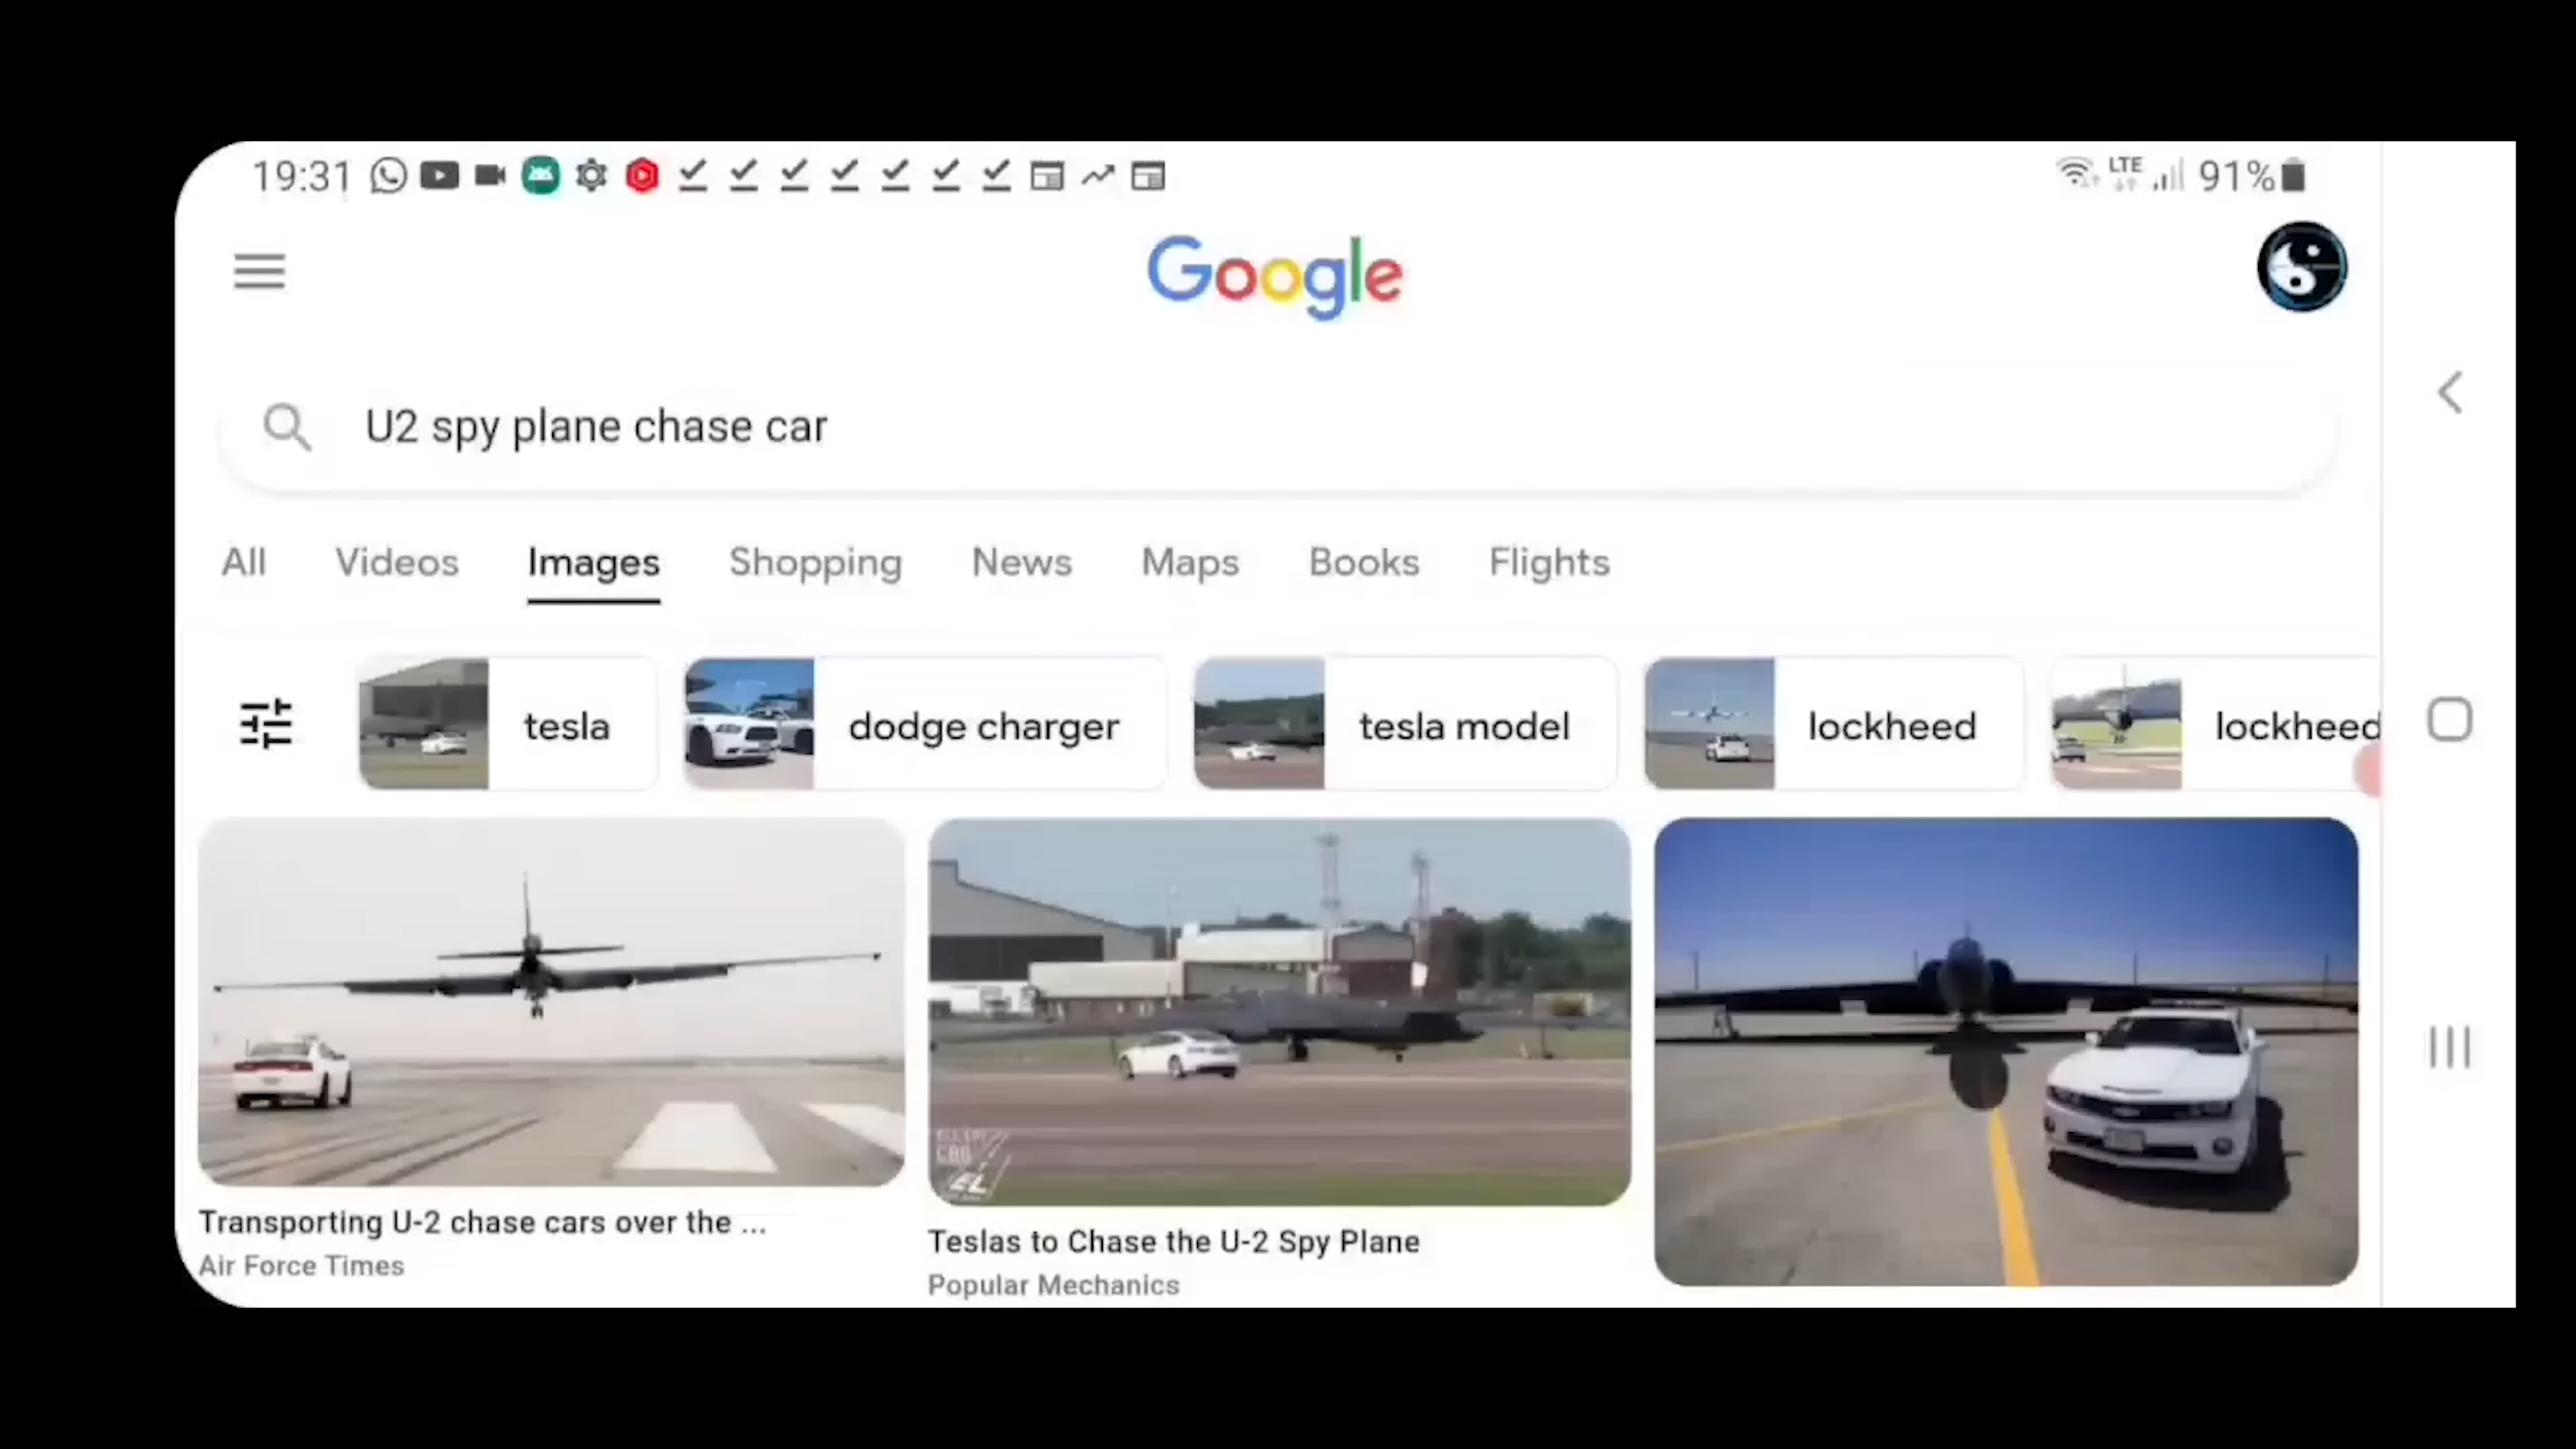 19:31 LTE 91%
Google
U2 spy plane chase car
All Videos Images Shopping News Maps Books Flights
tesla dodge charger tesla model lockheed lockheed
Transporting U-2 chase cars over the ...
Air Force Times
Teslas to Chase the U-2 Spy Plane
Popular Mechanics